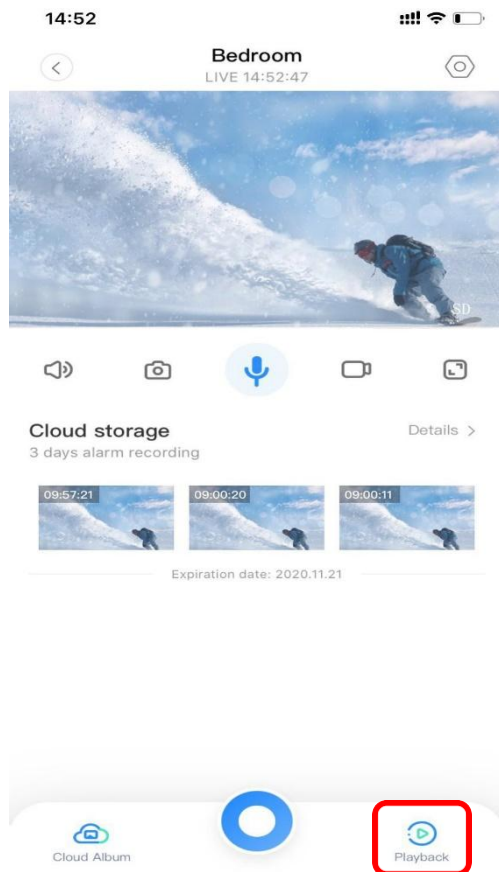 14:52
Bedroom
LIVE 14:52:47
SD
Cloud storage
Details >
3 days alarm recording
09:57:21
09:00:20
09:00:11
Expiration date: 2020.11.21
Cloud Album
Playback